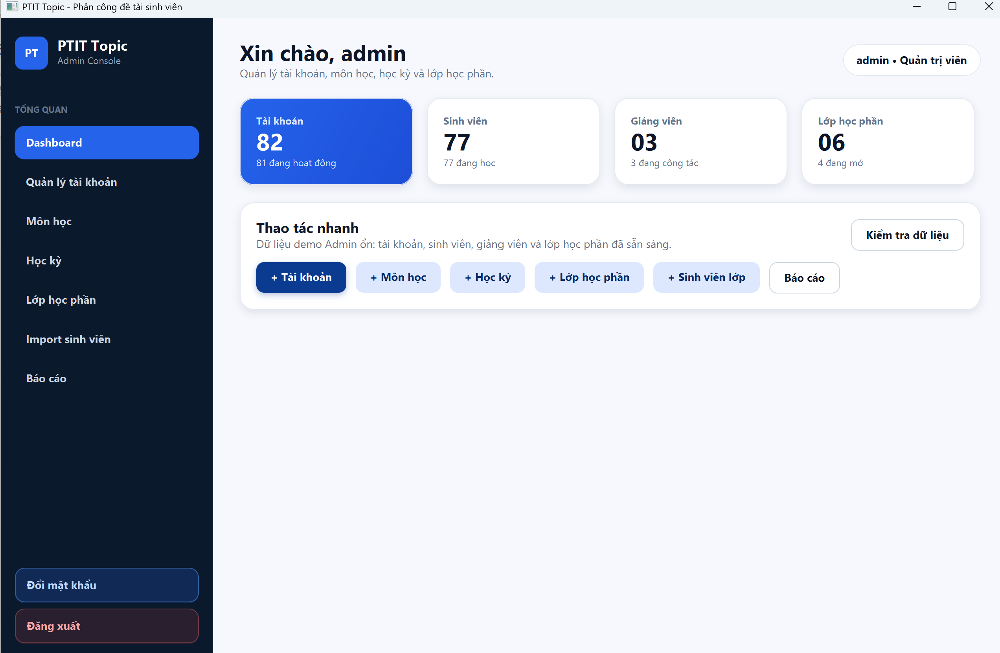 PTIT Topic - Phân công đề tài sinh viên
PT
PTIT Topic
Admin Console
TỔNG QUAN
Dashboard
Quản lý tài khoản
Môn học
Học kỳ
Lớp học phần
Import sinh viên
Báo cáo
Đổi mật khẩu
Đăng xuất
Xin chào, admin
Quản lý tài khoản, môn học, học kỳ và lớp học phần.
admin • Quản trị viên
Tài khoản
82
81 đang hoạt động
Sinh viên
77
77 đang học
Giảng viên
03
3 đang công tác
Lớp học phần
06
4 đang mở
Thao tác nhanh
Dữ liệu demo Admin ổn: tài khoản, sinh viên, giảng viên và lớp học phần đã sẵn sàng.
Kiểm tra dữ liệu
+ Tài khoản
+ Môn học
+ Học kỳ
+ Lớp học phần
+ Sinh viên lớp
Báo cáo